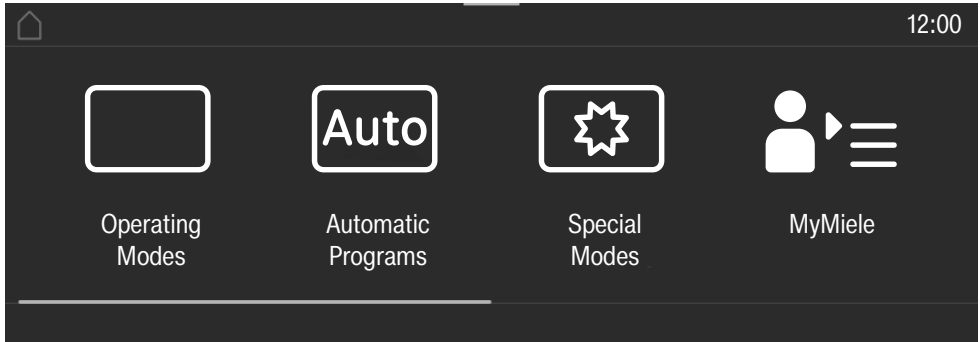 12:00
Auto
Operating
Modes
Automatic
Programs
Special
Modes
MyMiele